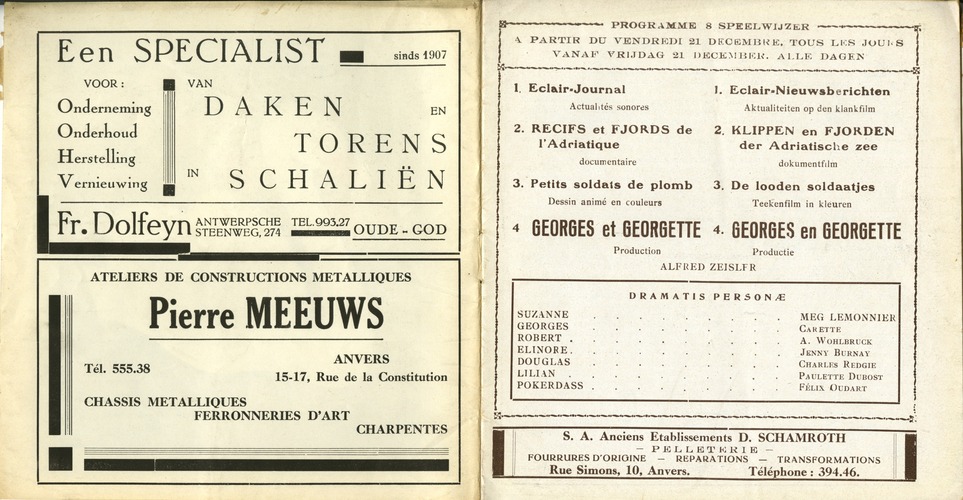 Een SPECIALIST sinds 1907
VOOR : VAN
Onderneming DAKEN EN
Onderhoud TORENS
Herstelling
Vernieuwing IN SCHALIËN
Fr. Dolfeyn ANTWERPSCHE STEENWEG, 274 TEL. 993,27 OUDE - GOD
ATELIERS DE CONSTRUCTIONS METALLIQUES
Pierre MEEUWS
ANVERS
Tél. 555.38
15-17, Rue de la Constitution
CHASSIS METALLIQUES
FERRONNERIES D'ART
CHARPENTES
PROGRAMME 8 SPEELWIJZER
A PARTIR DU VENDREDI 21 DECEMBRE, TOUS LES JOURS
VANAF VRIJDAG 21 DECEMBER. ALLE DAGEN
1. Eclair-Journal
Actualités sonores
2. RECIFS et FJORDS de
l'Adriatique
documentaire
3. Petits soldats de plomb
Dessin animé en couleurs
4 GEORGES et GEORGETTE
Production
1. Eclair-Nieuwsberichten
Aktualiteiten op den klankfilm
2. KLIPPEN en FJORDEN
der Adriatische zee
dokumentfilm
3. De looden soldaatjes
Teekenfilm in kleuren
4. GEORGES en GEORGETTE
Productie
ALFRED ZEISLER
DRAMATIS PERSONÆ
SUZANNE . . . . . . . . MEG LEMONNIER
GEORGES . . . . . . . . CARETTE
ROBERT . . . . . . . . . A. WOHLBRUCK
ELINORE . . . . . . . . . JENNY BURNAY
DOUGLAS . . . . . . . . CHARLES REDGIE
LILIAN . . . . . . . . PAULETTE DUBOST
POKERDASS . . . . . . . . FÉLIX OUDART
S. A. Anciens Etablissements D. SCHAMROTH
— PELLETERIE —
FOURRURES D'ORIGINE — REPARATIONS — TRANSFORMATIONS
Rue Simons, 10, Anvers. Téléphone : 394.46.